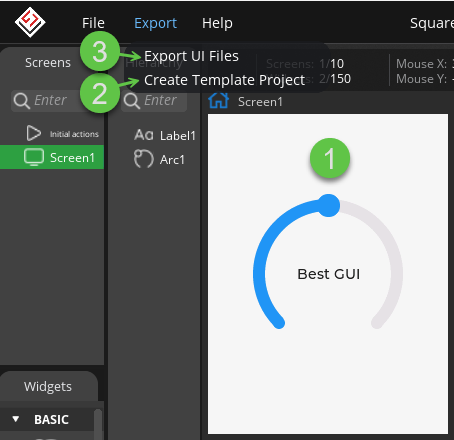 File Export Help Square
Screens
Hierarchy
3
Export UI Files
Screens: 1/10
Mouse X:
2
Create Template Project
2/150
Mouse Y: -
Enter
Enter
Screen1
Initial actions
Screen1
Label1
Arc1
1
Best GUI
Widgets
BASIC